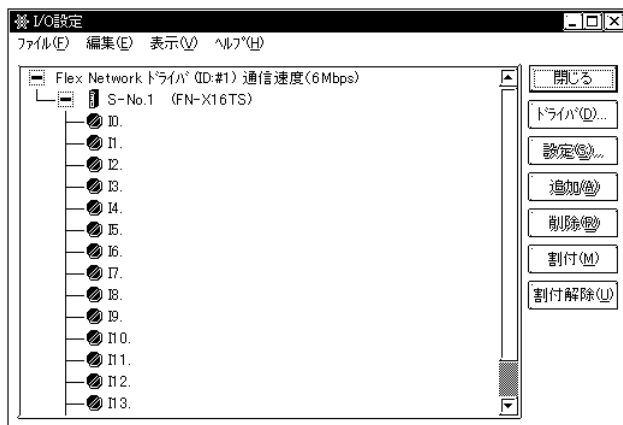 I/O設定
ファイル(F) 編集(E) 表示(V) ヘルプ(H)
Flex Network ドライバ (ID:#1) 通信速度(6Mbps)
S-No.1 (FN-X16TS)
I0.
I1.
I2.
I3.
I4.
I5.
I6.
I7.
I8.
I9.
I10.
I11.
I12.
I13.
閉じる
ドライバ(D)...
設定(S)...
追加(A)
削除(R)
割付(M)
割付解除(U)